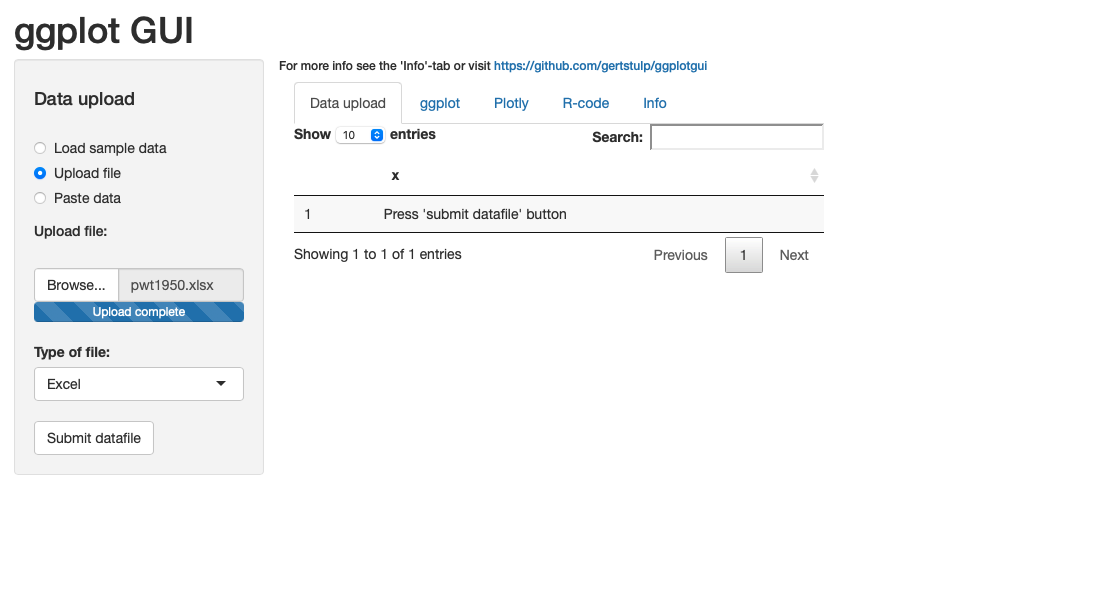 ggplot GUI
Data upload
Load sample data
Upload file
Paste data
Upload file:
Browse... pwt1950.xlsx
Upload complete
Type of file:
Excel
Submit datafile
For more info see the 'Info'-tab or visit https://github.com/gertstulp/ggplotgui
Data upload ggplot Plotly R-code Info
Show 10 entries Search:
x
1 Press 'submit datafile' button
Showing 1 to 1 of 1 entries Previous 1 Next